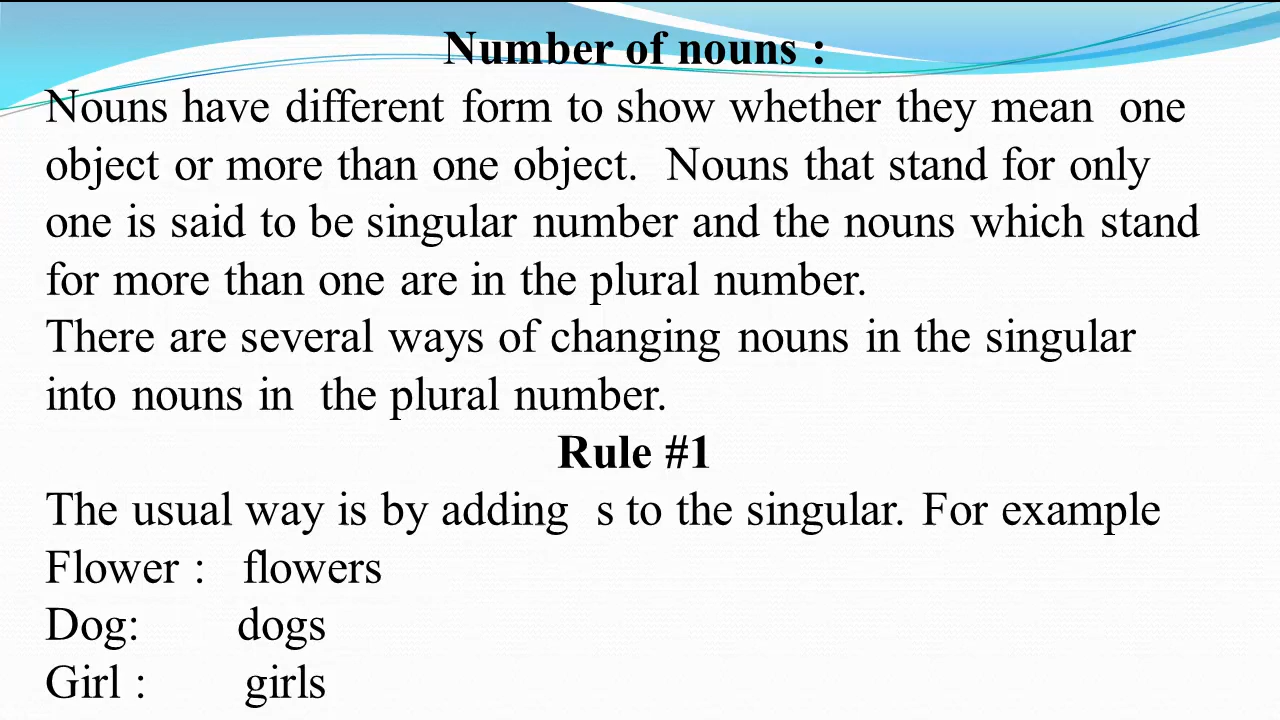 Number of nouns :
Nouns have different form to show whether they mean  one
object or more than one object.  Nouns that stand for only
one is said to be singular number and the nouns which stand
for more than one are in the plural number.
There are several ways of changing nouns in the singular
into nouns in  the plural number.
Rule #1
The usual way is by adding  s to the singular. For example
Flower :   flowers
Dog:        dogs
Girl :        girls